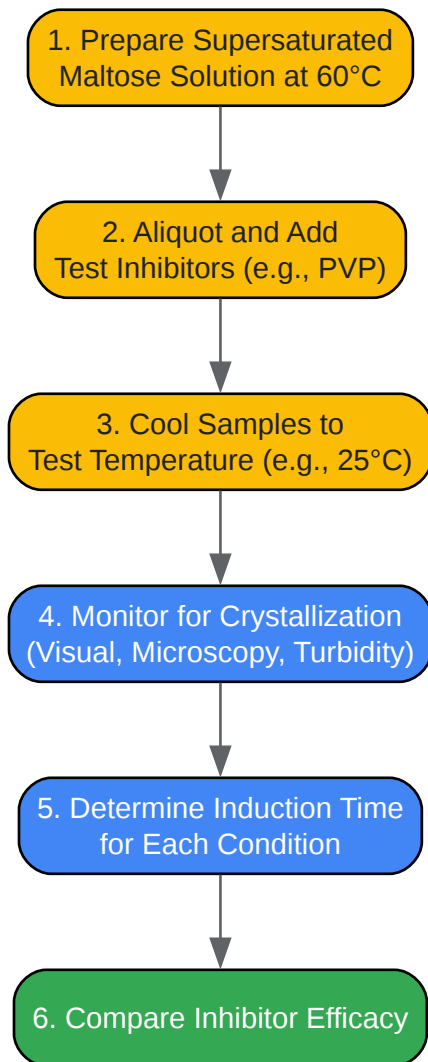 1. Prepare Supersaturated
Maltose Solution at 60°C
2. Aliquot and Add
Test Inhibitors (e.g., PVP)
3. Cool Samples to
Test Temperature (e.g., 25°C)
4. Monitor for Crystallization
(Visual, Microscopy, Turbidity)
5. Determine Induction Time
for Each Condition
6. Compare Inhibitor Efficacy